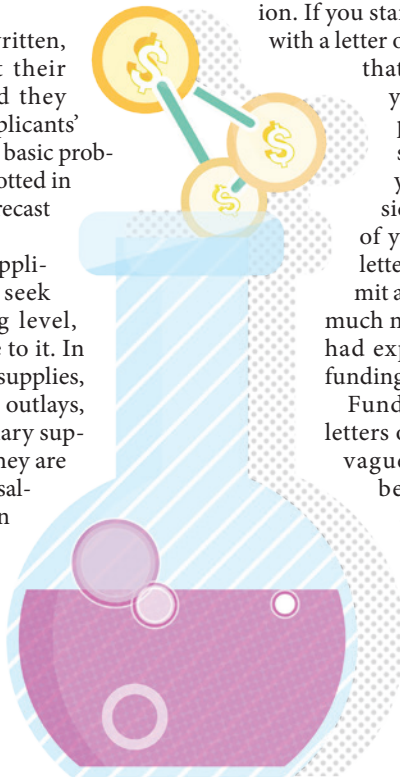 ritten,
t their
d they
plicants'
basic prob-
otted in
recast
ppli-
seek
g level,
e to it. In
supplies,
outlays,
ary sup-
hey are
sal-
n
ion. If you star
with a letter o
that
y
p
s
y
sic
of y
lette
mit a
much m
had exp
funding
Fund
letters o
vague
be